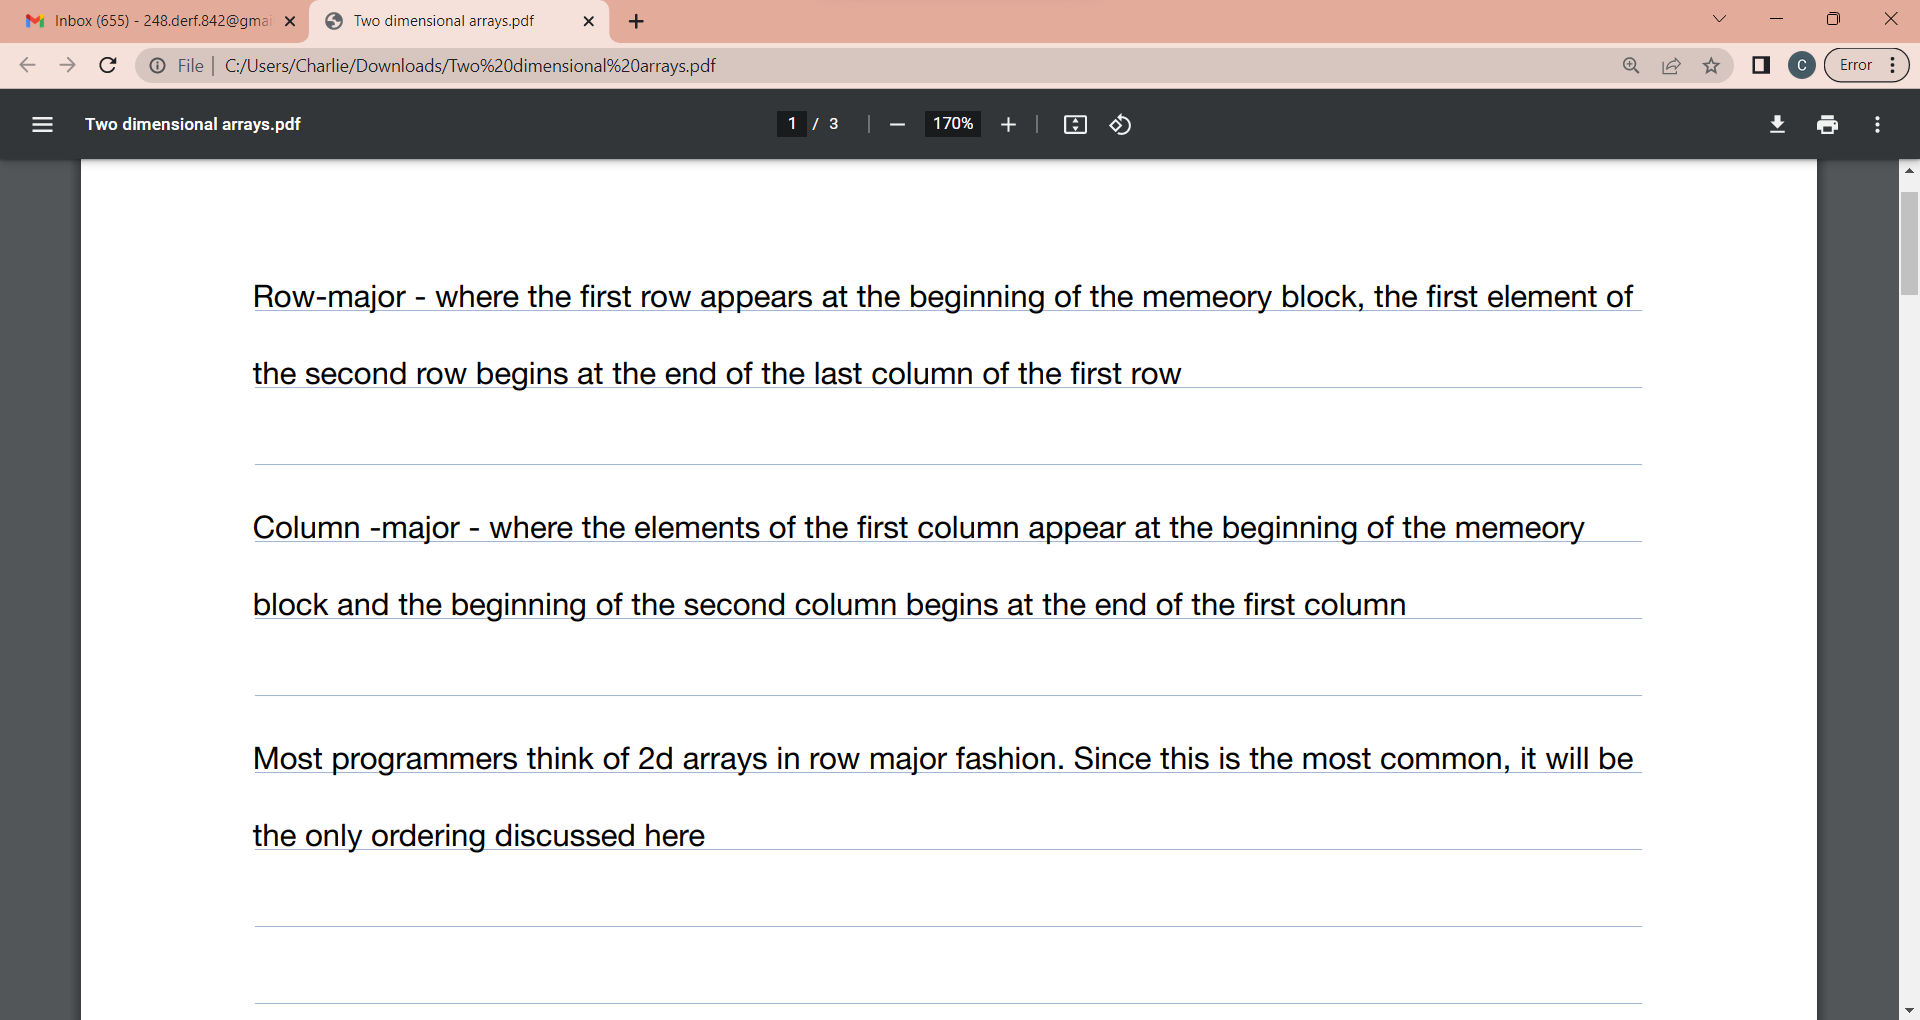 Inbox (655) - 248.derf.842@gmai
Two dimensional arrays.pdf
File | C:/Users/Charlie/Downloads/Two%20dimensional%20arrays.pdf
C
Error
Two dimensional arrays.pdf
1 / 3
170%
Row-major - where the first row appears at the beginning of the memeory block, the first element of
the second row begins at the end of the last column of the first row
Column -major - where the elements of the first column appear at the beginning of the memeory
block and the beginning of the second column begins at the end of the first column
Most programmers think of 2d arrays in row major fashion. Since this is the most common, it will be
the only ordering discussed here